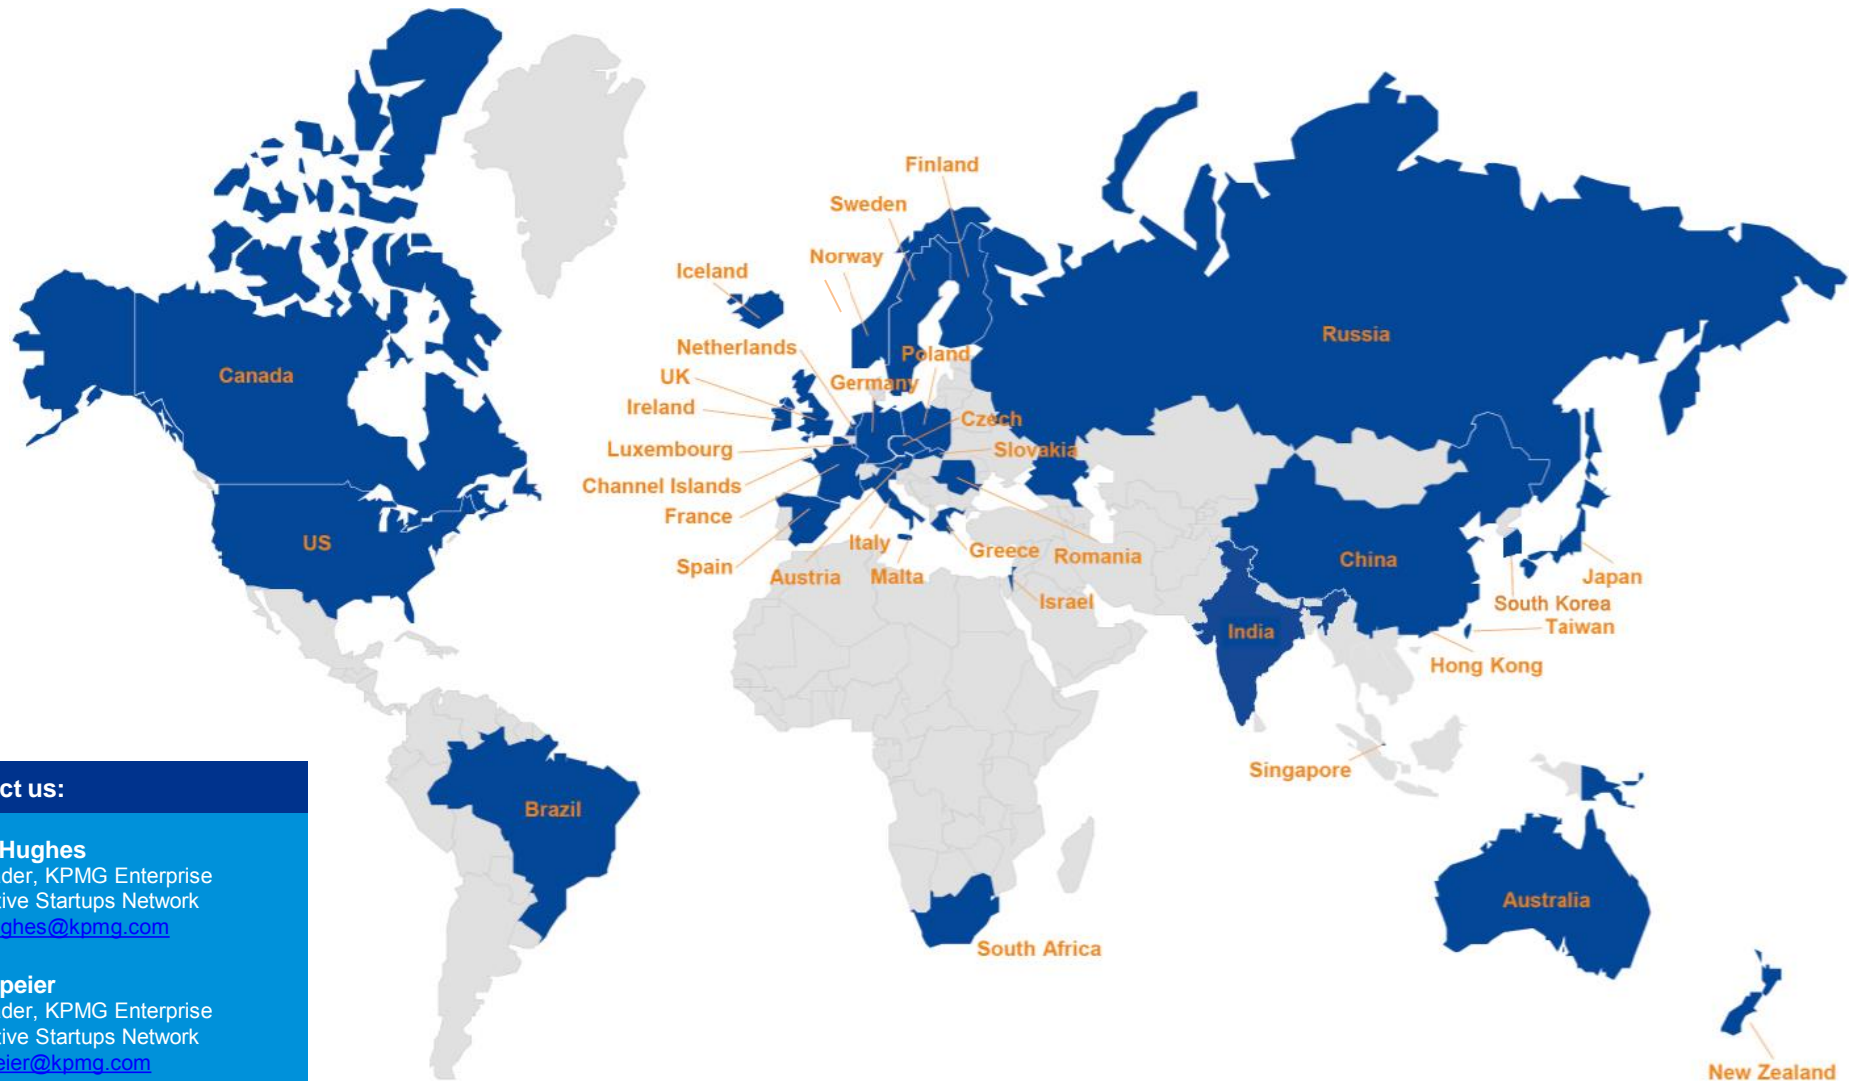 Finland
Sweden
Norway
Iceland
Russia
Netherlands
Poland
Canada
UK
Germany
Ireland
Czech
Luxembourg
Slovakia
Channel Islands
France
US
Italy
Greece
Romania
China
Spain
Austria
Malta
Japan
Israel
South Korea
India
Taiwan
Hong Kong
Singapore
Brazil
Australia
South Africa
New Zealand
ct us:
Hughes
der, KPMG Enterprise
tive Startups Network
ghes@kpmg.com
peier
der, KPMG Enterprise
tive Startups Network
eier@kpmg.com